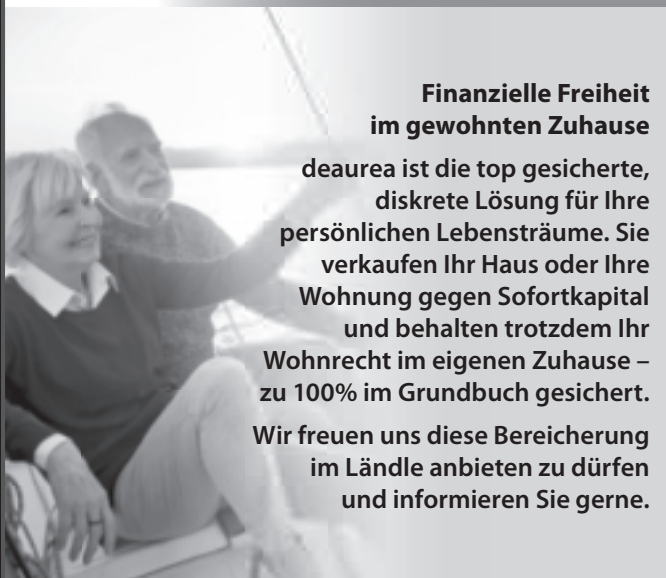 Finanzielle Freiheit
im gewohnten Zuhause
deaurea ist die top gesicherte,
diskrete Lösung für Ihre
persönlichen Lebensträume. Sie
verkaufen Ihr Haus oder Ihre
Wohnung gegen Sofortkapital
und behalten trotzdem Ihr
Wohnrecht im eigenen Zuhause –
zu 100% im Grundbuch gesichert.
Wir freuen uns diese Bereicherung
im Ländle anbieten zu dürfen
und informieren Sie gerne.